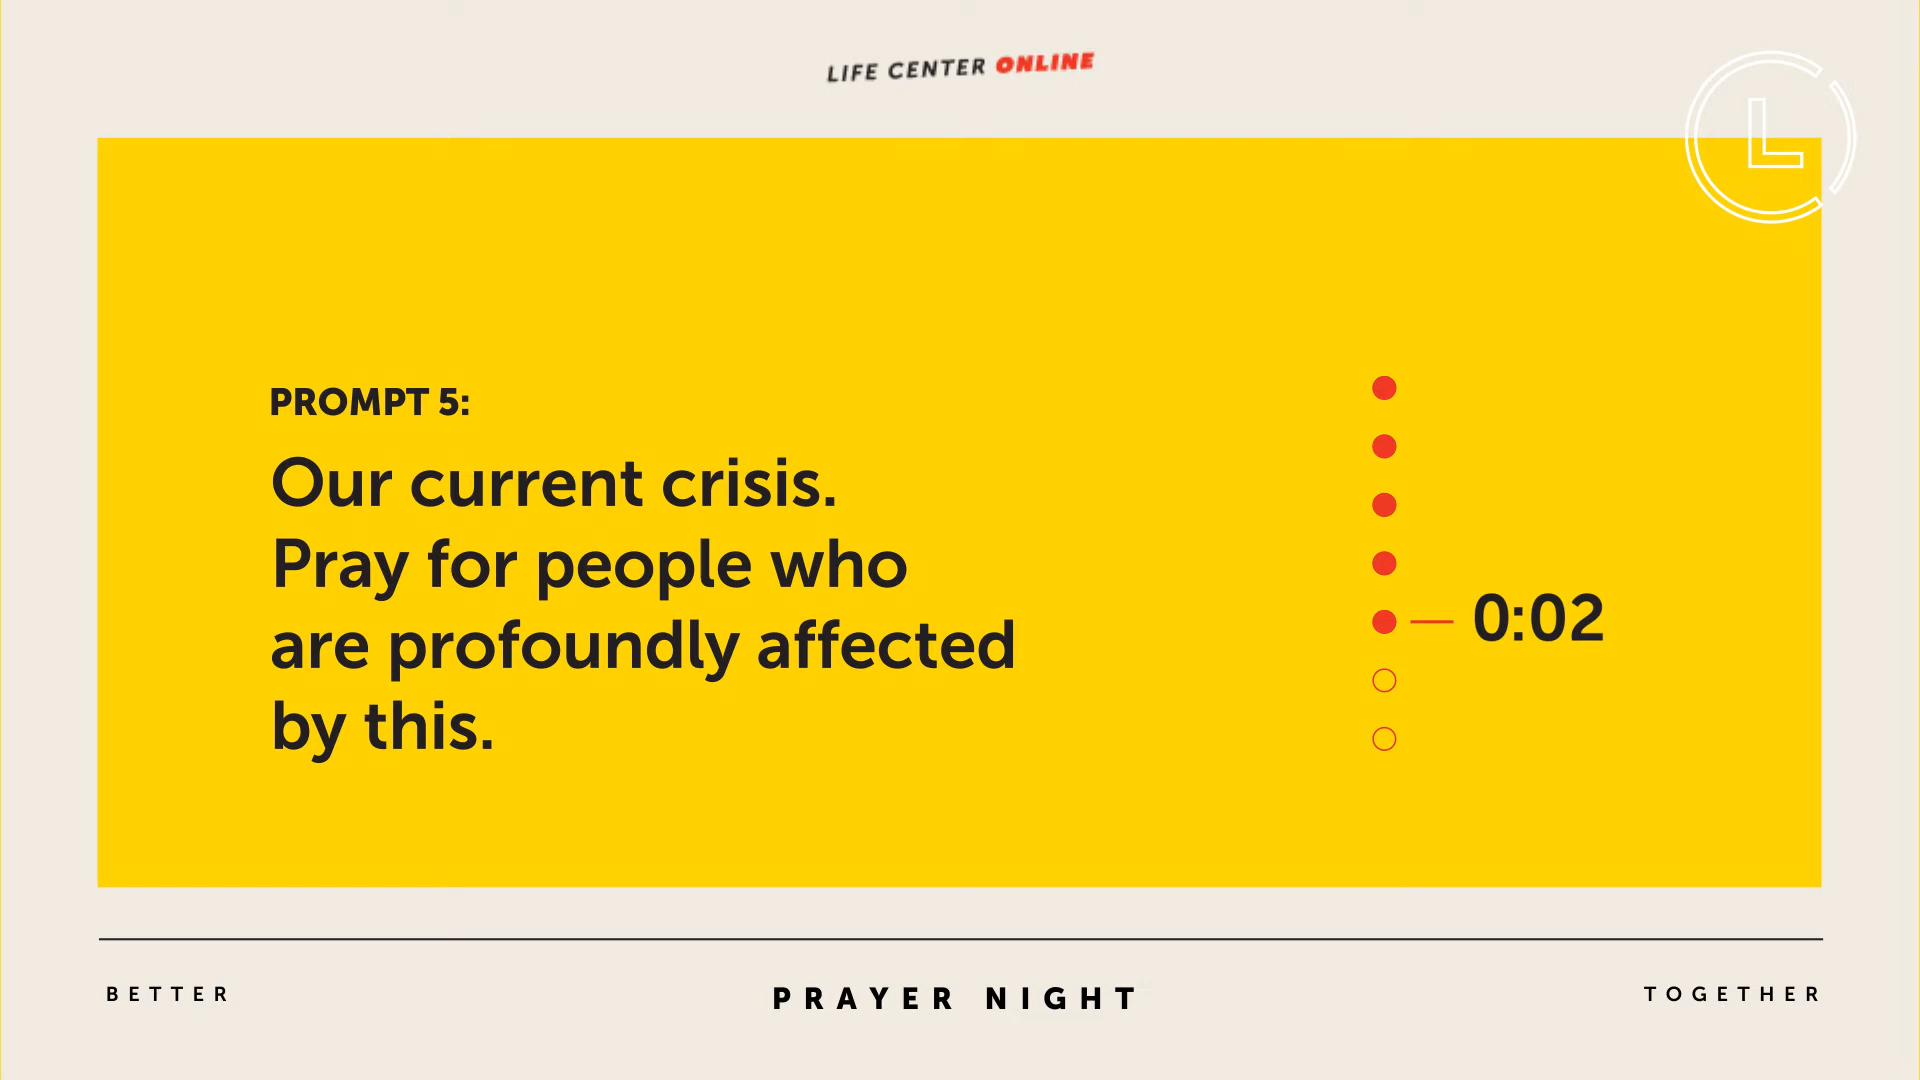 LIFE CENTER ONLINE
L
PROMPT 5:
Our current crisis.
Pray for people who
are profoundly affected
by this.
0:02
BETTER
PRAYER NIGHT
TOGETHER